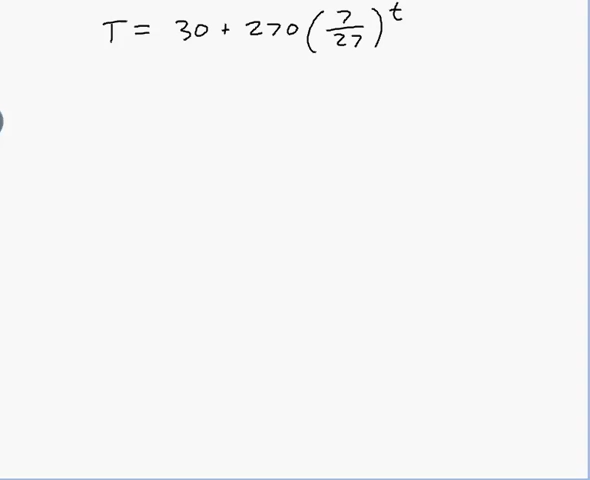 T = 30 + 270 (7/27)^t